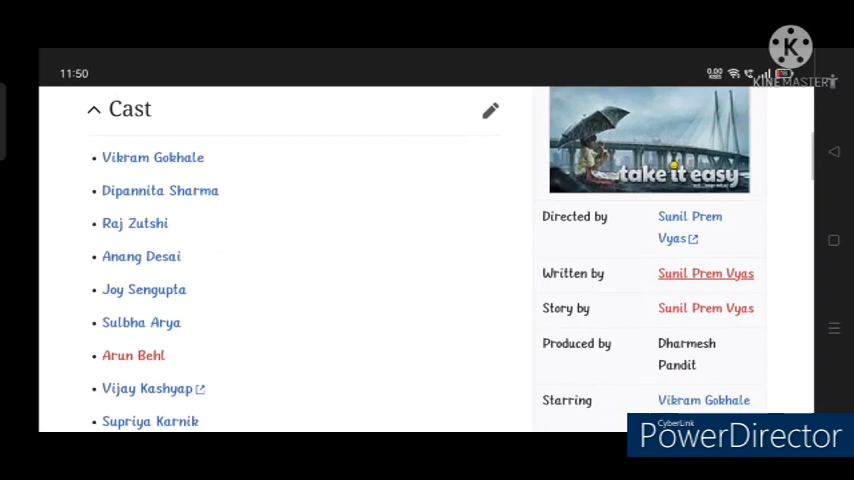 11:50
0.00
KINEMASTER
Cast
Vikram Gokhale
Dipannita Sharma
Raj Zutshi
Anang Desai
Joy Sengupta
Sulbha Arya
Arun Behl
Vijay Kashyap
Supriya Karnik
take it easy
Directed by Sunil Prem
Vyas
Written by Sunil Prem Vyas
Story by Sunil Prem Vyas
Produced by Dharmesh
Pandit
Starring Vikram Gokhale
CyberLink
PowerDirector